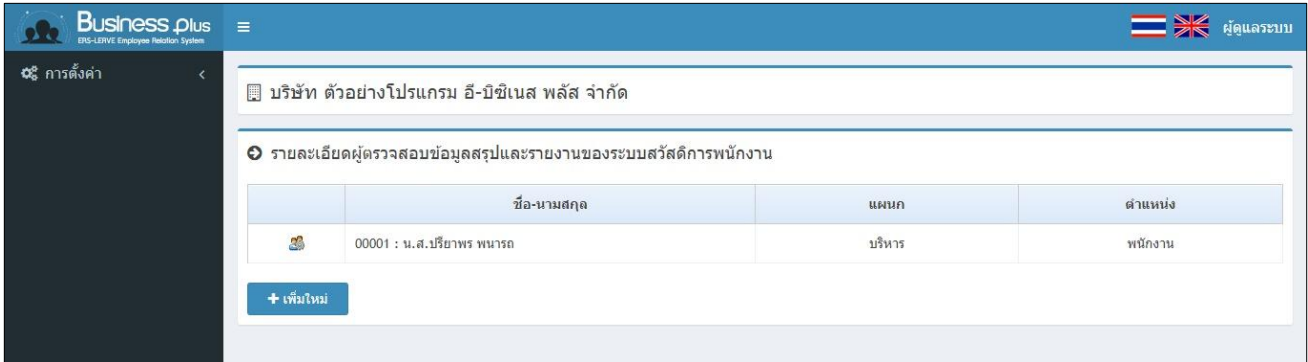 Business Plus
ERS-LERVE Employee Relation System
ผู้ดูแลระบบ
การตั้งค่า
บริษัท ตัวอย่างโปรแกรม อี-บิซิเนส พลัส จำกัด
รายละเอียดผู้ตรวจสอบข้อมูลสรุปและรายงานของระบบสวัสดิการพนักงาน
ชื่อ-นามสกุล แผนก ตำแหน่ง
00001 : น.ส.ปรียาพร พนารถ บริหาร พนักงาน
+ เพิ่มใหม่